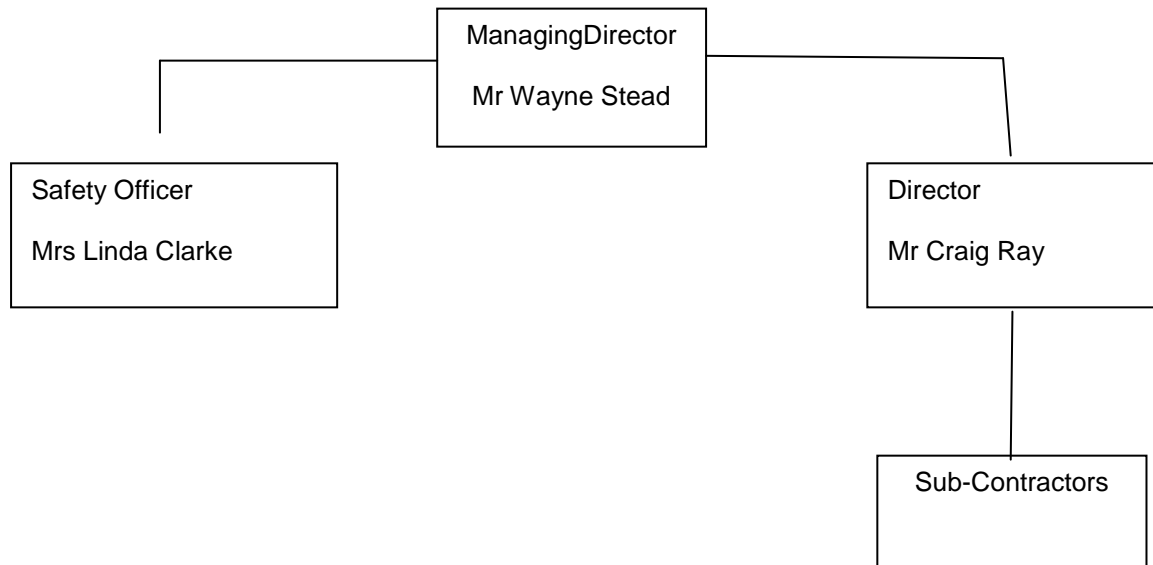 ManagingDirector
Mr Wayne Stead
Safety Officer
Mrs Linda Clarke
Director
Mr Craig Ray
Sub-Contractors